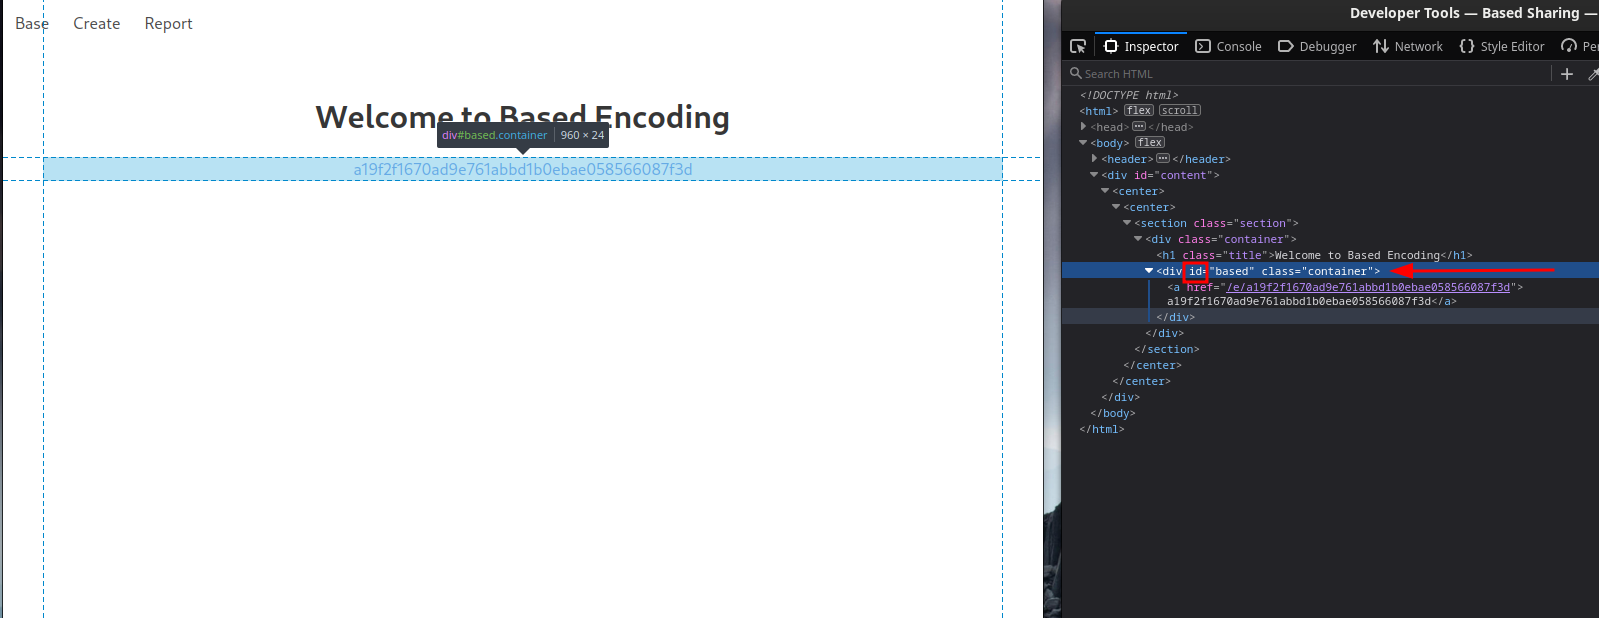 Base Create Report
Welcome to Based Encoding
div#based.container 960 × 24
a19f2f1670ad9e761abbd1b0ebae058566087f3d
Developer Tools — Based Sharing —
Inspector Console Debugger Network Style Editor Pe
Search HTML
<!DOCTYPE html>
<html> flex scroll
<head> ••• </head>
<body> flex
<header> ••• </header>
<div id="content">
<center>
<center>
<section class="section">
<div class="container">
<h1 class="title">Welcome to Based Encoding</h1>
<div id="based" class="container">
<a href="/e/a19f2f1670ad9e761abbd1b0ebae058566087f3d">
a19f2f1670ad9e761abbd1b0ebae058566087f3d</a>
</div>
</div>
</section>
</center>
</center>
</div>
</body>
</html>